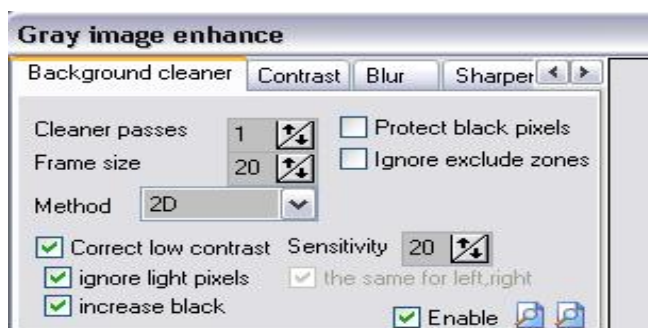 Gray image enhance
Background cleaner Contrast Blur Sharper
Cleaner passes 1 Protect black pixels
Frame size 20 Ignore exclude zones
Method 2D
Correct low contrast Sensitivity 20
ignore light pixels the same for left,right
increase black
Enable